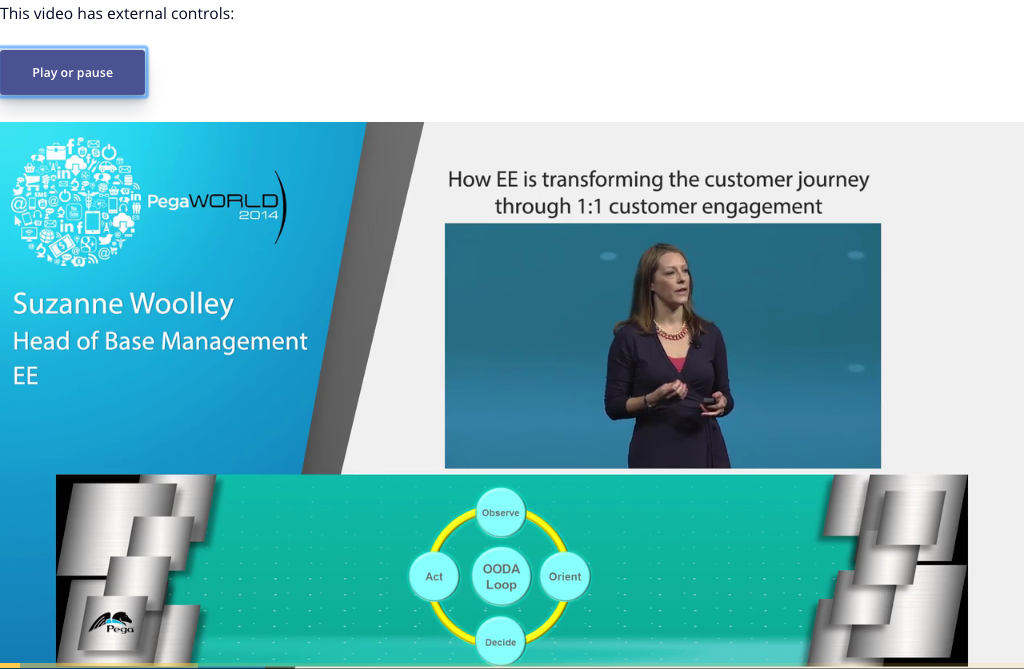 This video has external controls:
Play or pause
PegaWORLD
2014
How EE is transforming the customer journey
through 1:1 customer engagement
Suzanne Woolley
Head of Base Management
EE
Observe
Act
OODA
Loop
Orient
Decide
Pega